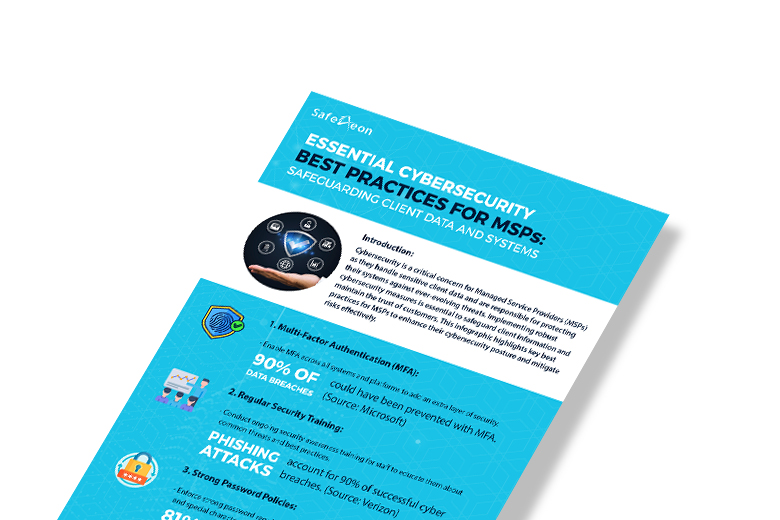 SafeAeon
ESSENTIAL CYBERSECURITY
BEST PRACTICES FOR MSPs:
SAFEGUARDING CLIENT DATA AND SYSTEMS
Introduction:
Cybersecurity is a critical concern for Managed Service Providers (MSPs)
as they handle sensitive client data and are responsible for protecting
their systems against ever-evolving threats. Implementing robust
cybersecurity measures is essential to safeguard client information and
maintain the trust of customers. This infographic highlights key best
practices for MSPs to enhance their cybersecurity posture and mitigate
risks effectively.
1. Multi-Factor Authentication (MFA):
- Enable MFA across all systems and platforms to add an extra layer of security.
90% OF
DATA BREACHES
could have been prevented with MFA.
(Source: Microsoft)
2. Regular Security Training:
- Conduct ongoing security awareness training for staff to educate them about
common threats and best practices.
PHISHING
ATTACKS
account for 90% of successful cyber
breaches. (Source: Verizon)
3. Strong Password Policies:
- Enforce strong password
and special
81%